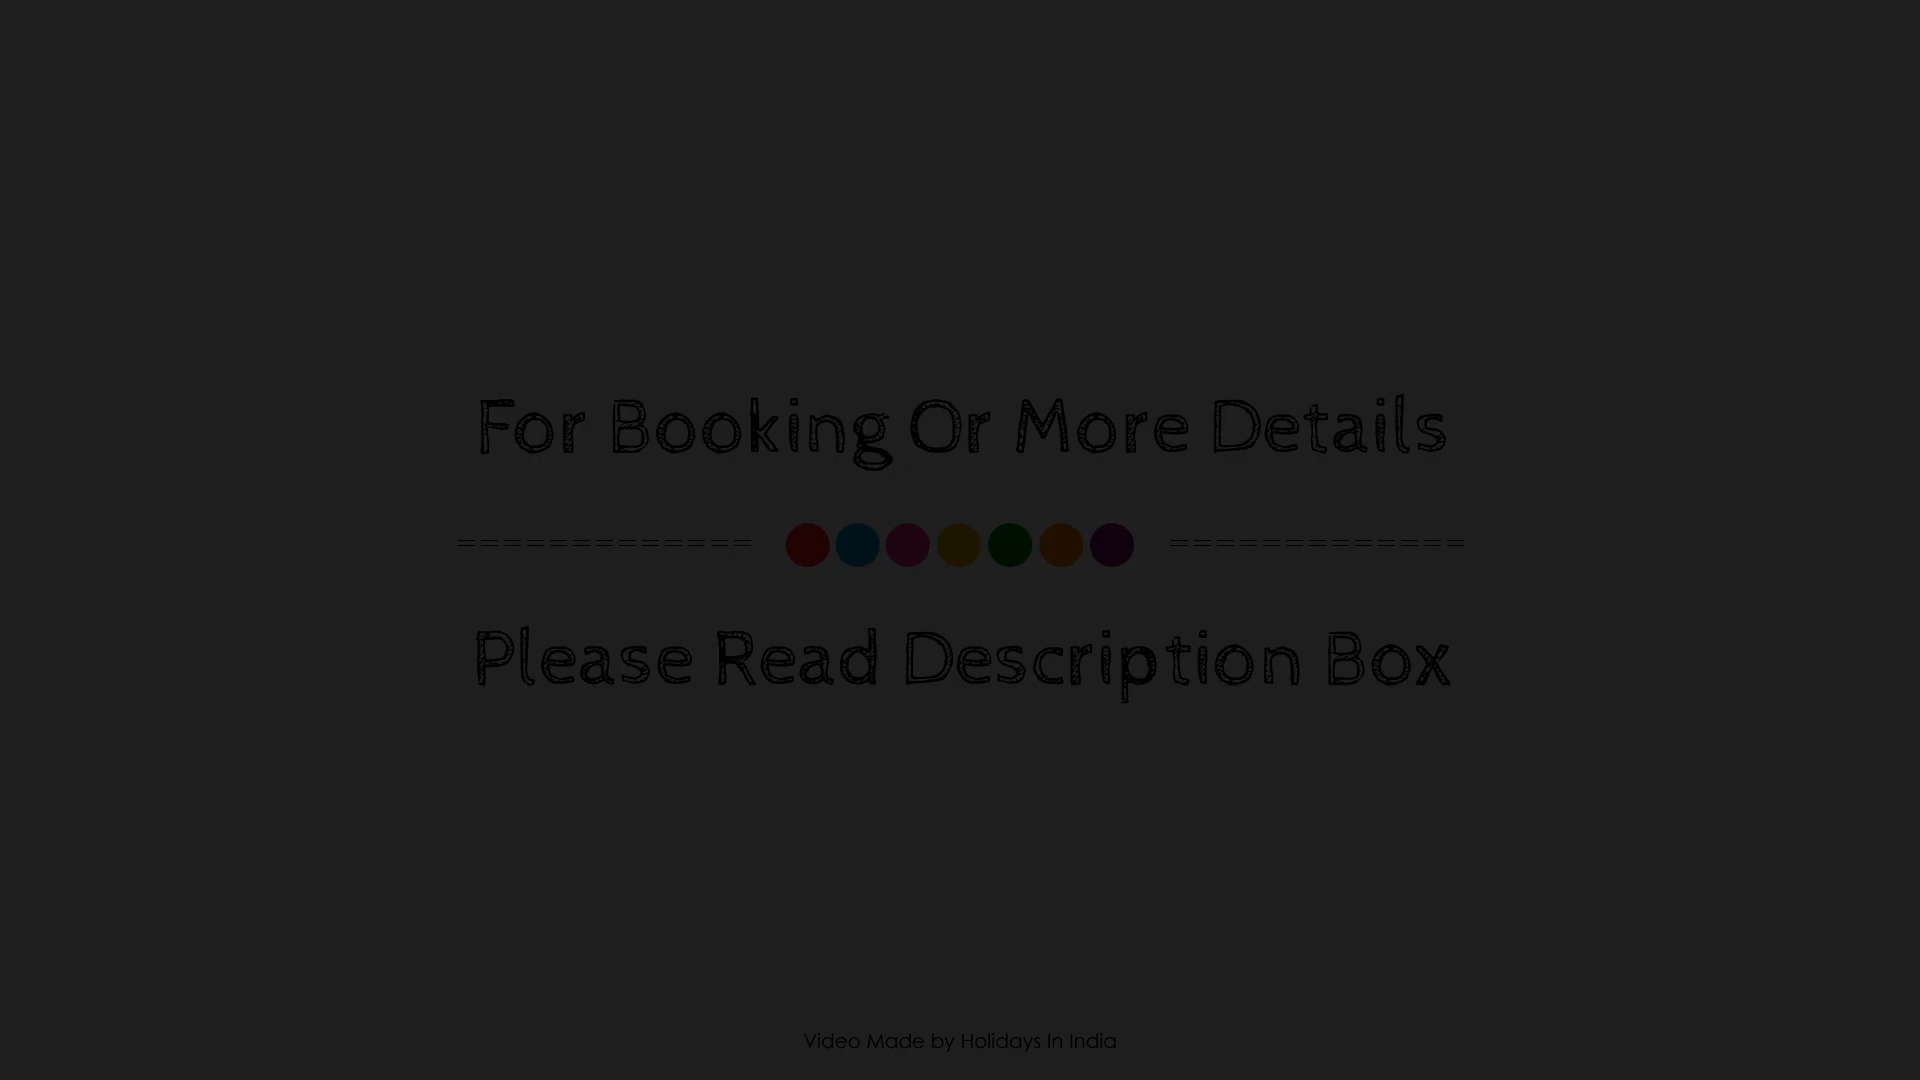 For Booking Or More Details
============= =============
Please Read Description Box
Video Made by Holidays In India